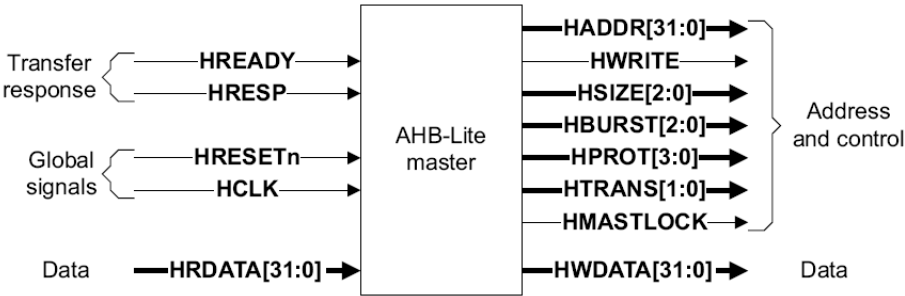 Transfer
response
HREADY
HRESP
Global
signals
HRESETn
HCLK
Data
HRDATA[31:0]
AHB-Lite
master
HADDR[31:0]
HWRITE
HSIZE[2:0]
HBURST[2:0]
HPROT[3:0]
HTRANS[1:0]
HMASTLOCK
Address
and control
HWDATA[31:0]
Data